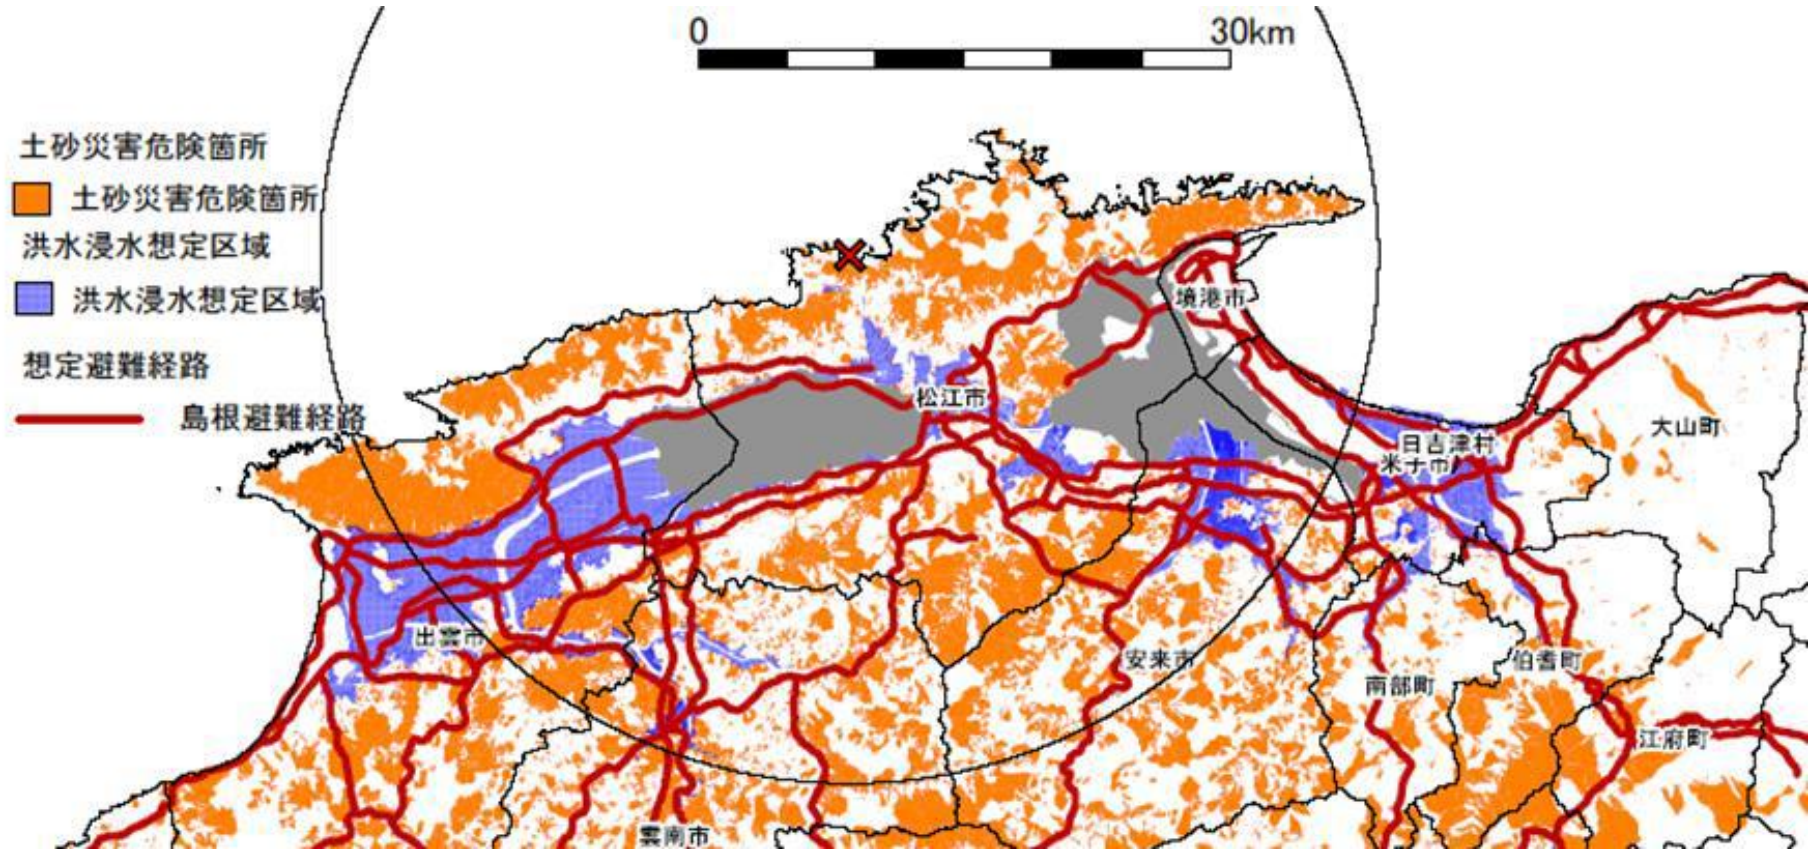 0 30km
土砂災害危険箇所
土砂災害危険箇所
洪水浸水想定区域
洪水浸水想定区域
想定避難経路
島根避難経路
境港市
松江市
大山町
日吉津村
米子市
出雲市
安来市
伯耆町
南部町
江府町
雲南市